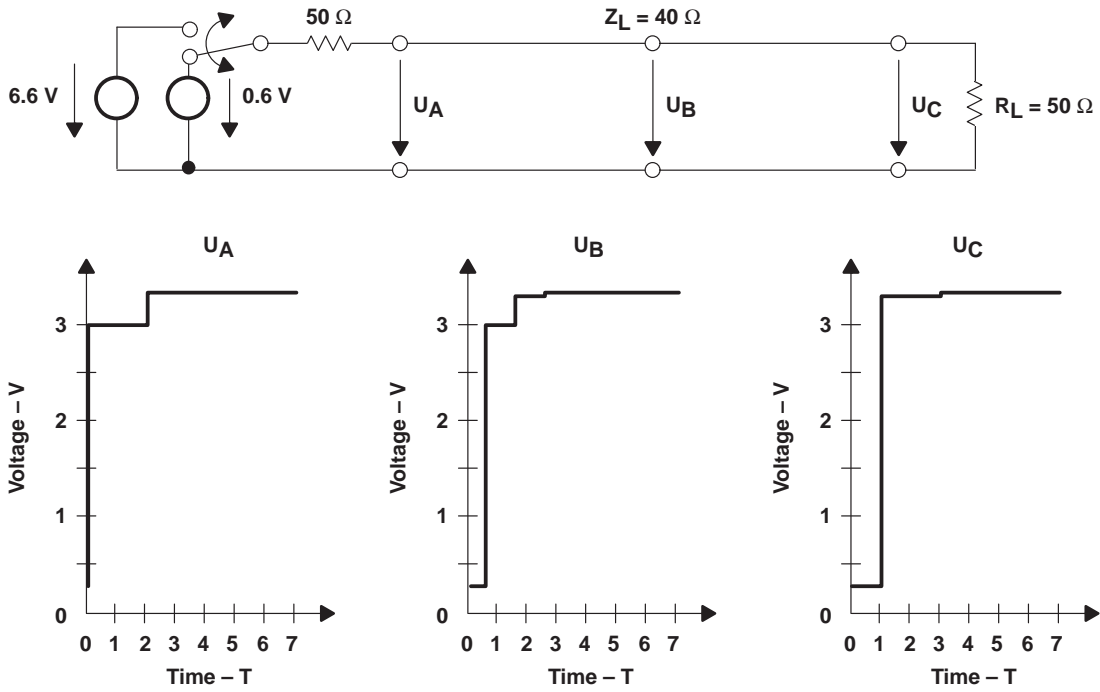 50 Ω
Z_L = 40 Ω
6.6 V
0.6 V
U_A
U_B
U_C
R_L = 50 Ω
U_A
U_B
U_C
Voltage – V
3
2
1
0
0 1 2 3 4 5 6 7
Time – T
Voltage – V
3
2
1
0
0 1 2 3 4 5 6 7
Time – T
Voltage – V
3
2
1
0
0 1 2 3 4 5 6 7
Time – T